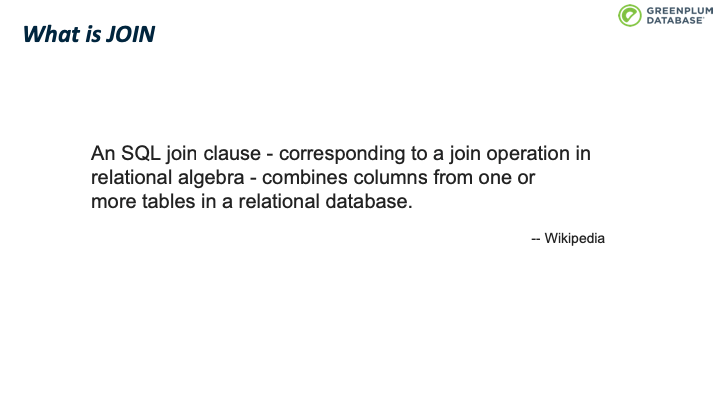 What is JOIN
GREENPLUM
DATABASE
An SQL join clause - corresponding to a join operation in
relational algebra - combines columns from one or
more tables in a relational database.
-- Wikipedia